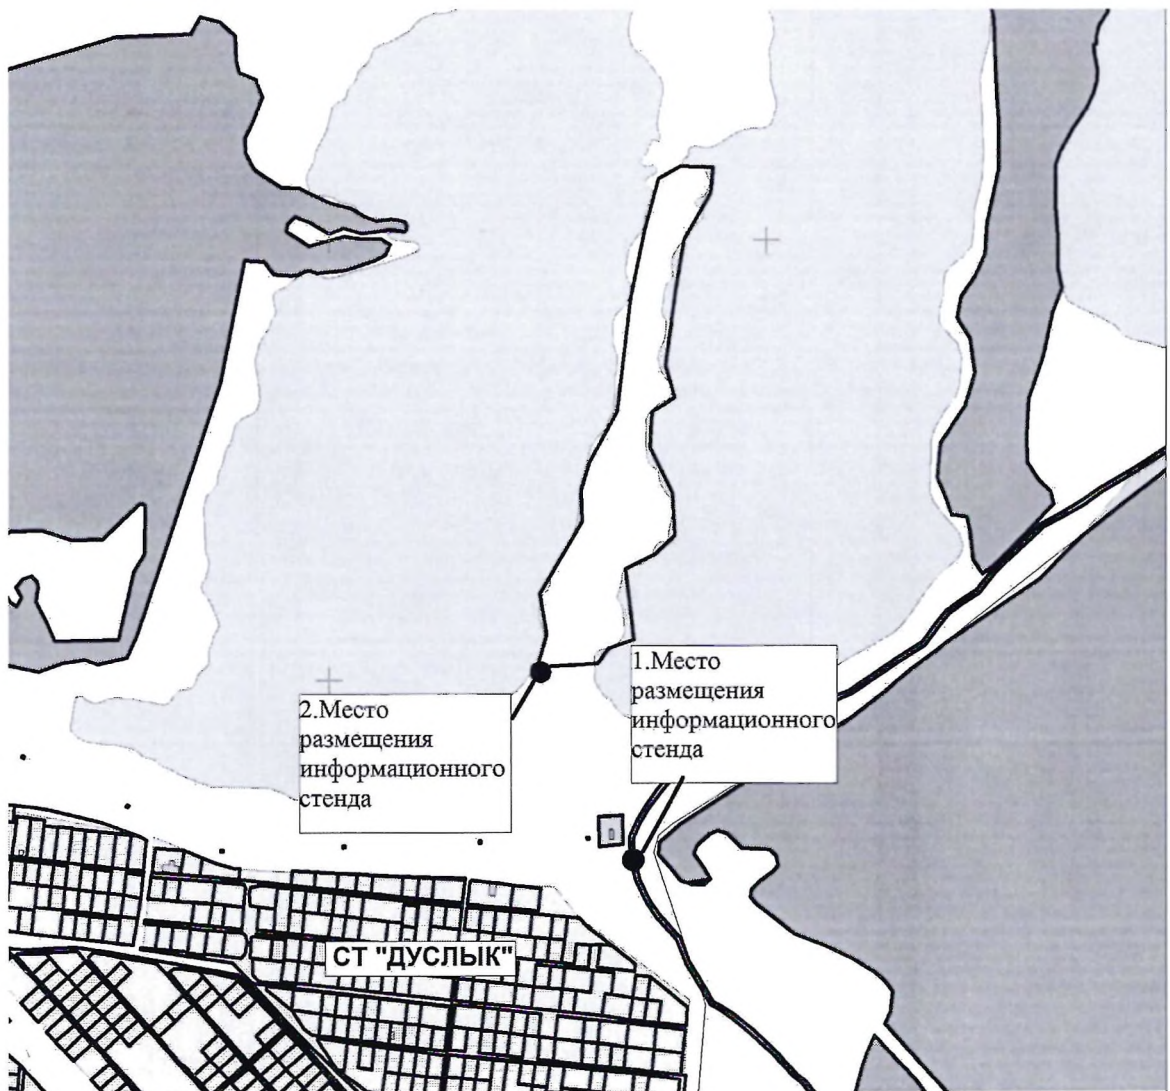 1.Место
размещения
информационного
стенда
2.Место
размещения
информационного
стенда
СТ "ДУСЛЫК"